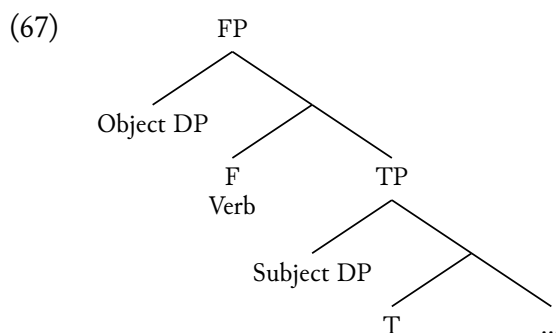 (67)
FP
Object DP
F
TP
Verb
Subject DP
T
..